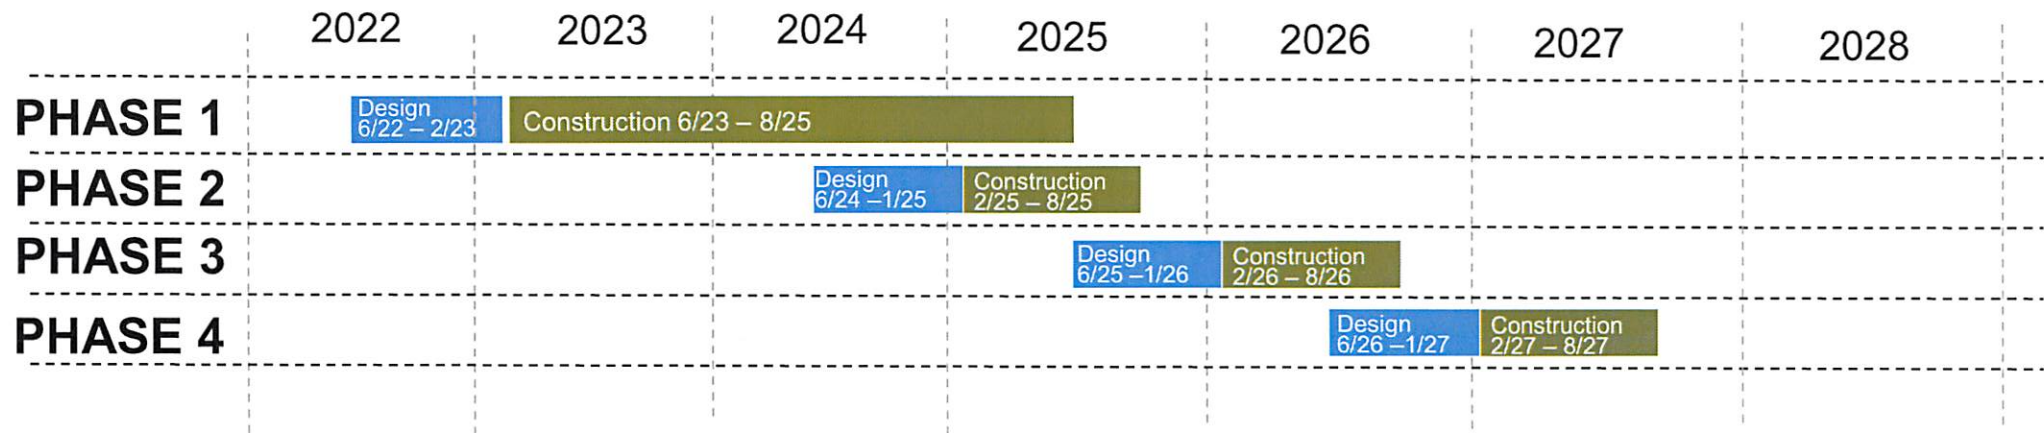 2022 2023 2024 2025 2026 2027 2028
PHASE 1
Design
6/22 – 2/23
Construction 6/23 – 8/25
PHASE 2
Design
6/24 –1/25
Construction
2/25 – 8/25
PHASE 3
Design
6/25 –1/26
Construction
2/26 – 8/26
PHASE 4
Design
6/26 –1/27
Construction
2/27 – 8/27